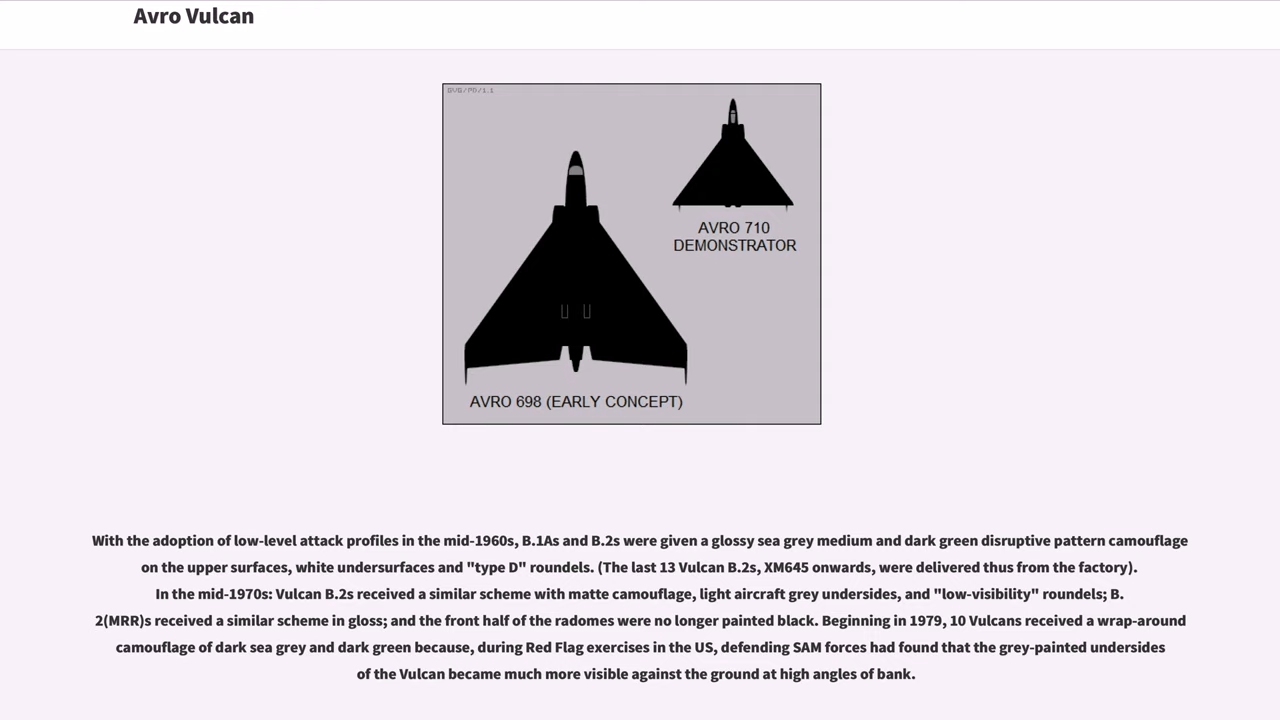 Avro Vulcan
GVG/PD/1.1
AVRO 710
DEMONSTRATOR
AVRO 698 (EARLY CONCEPT)
With the adoption of low-level attack profiles in the mid-1960s, B.1As and B.2s were given a glossy sea grey medium and dark green disruptive pattern camouflage
on the upper surfaces, white undersurfaces and "type D" roundels. (The last 13 Vulcan B.2s, XM645 onwards, were delivered thus from the factory).
In the mid-1970s: Vulcan B.2s received a similar scheme with matte camouflage, light aircraft grey undersides, and "low-visibility" roundels; B.
2(MRR)s received a similar scheme in gloss; and the front half of the radomes were no longer painted black. Beginning in 1979, 10 Vulcans received a wrap-around
camouflage of dark sea grey and dark green because, during Red Flag exercises in the US, defending SAM forces had found that the grey-painted undersides
of the Vulcan became much more visible against the ground at high angles of bank.